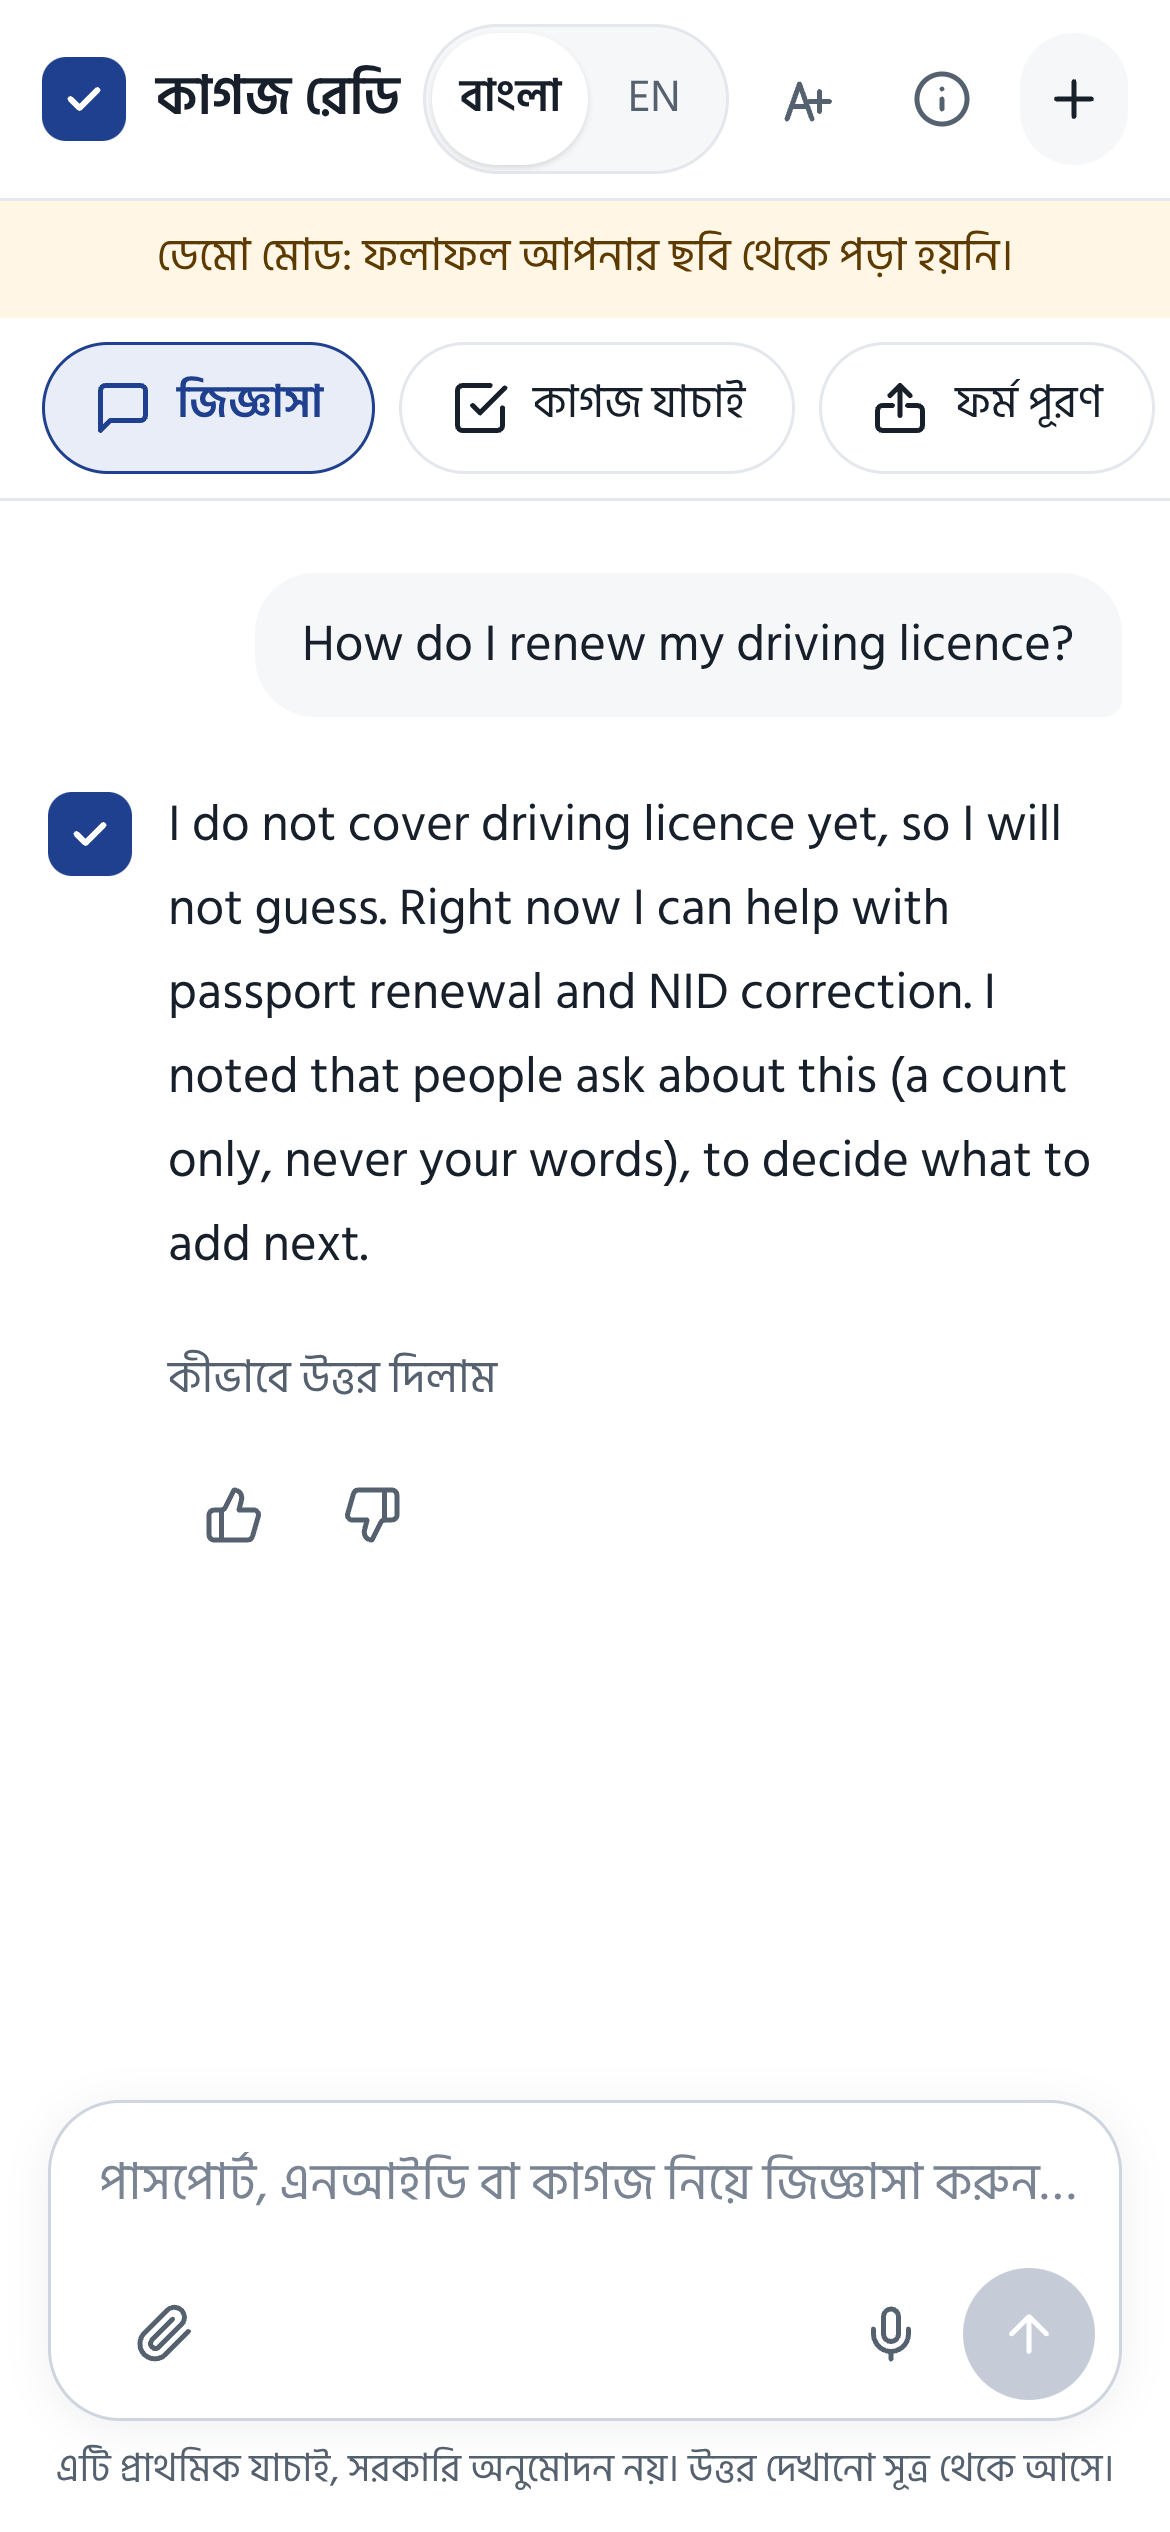 কাগজ রেডি
বাংলা
EN
A+
ডেমো মোড: ফলাফল আপনার ছবি থেকে পড়া হয়নি।
জিজ্ঞাসা
কাগজ যাচাই
ফর্ম পূরণ
How do I renew my driving licence?
I do not cover driving licence yet, so I will
not guess. Right now I can help with
passport renewal and NID correction. I
noted that people ask about this (a count
only, never your words), to decide what to
add next.
কীভাবে উত্তর দিলাম
পাসপোর্ট, এনআইডি বা কাগজ নিয়ে জিজ্ঞাসা করুন...
এটি প্রাথমিক যাচাই, সরকারি অনুমোদন নয়। উত্তর দেখানো সূত্র থেকে আসে।